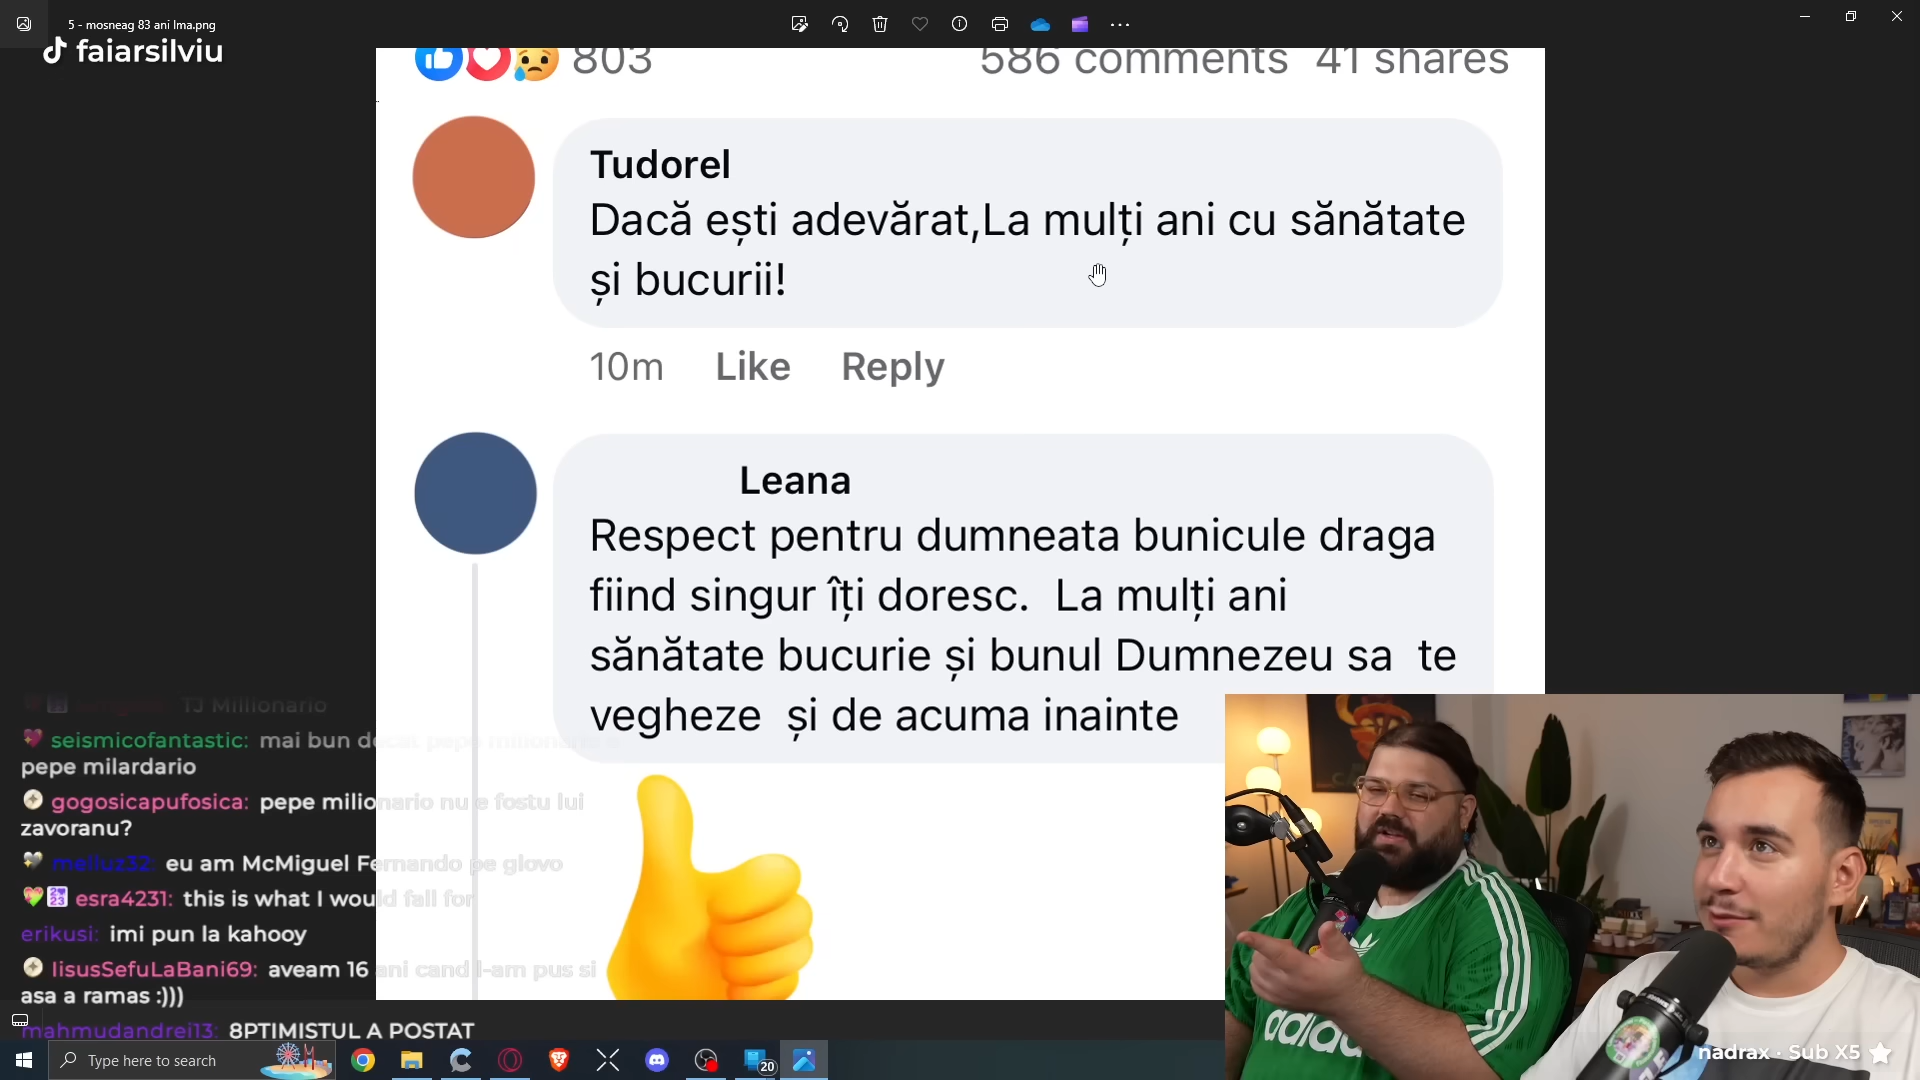 5 - mosneag 83 ani lma.png
faiarsilviu
803
586 comments 41 shares
Tudorel
Dacă ești adevărat,La mulți ani cu sănătate
și bucurii!
10m Like Reply
Leana
Respect pentru dumneata bunicule draga
fiind singur îți doresc. La mulți ani
sănătate bucurie și bunul Dumnezeu sa te
vegheze și de acuma inainte
TJ Millionario
seismicofantastic: mai bun decat pepe milionario e
pepe milardario
gogosicapufosica: pepe milionario nu e fostu lui
zavoranu?
melluz32: eu am McMiguel Fernando pe glovo
esra4231: this is what I would fall for
erikusi: imi pun la kahooy
IisusSefuLaBani69: aveam 16 ani cand l-am pus si
asa a ramas :)))
mahmudandrei13: 8PTIMISTUL A POSTAT
Type here to search
20
adidas
nadrax · Sub X5